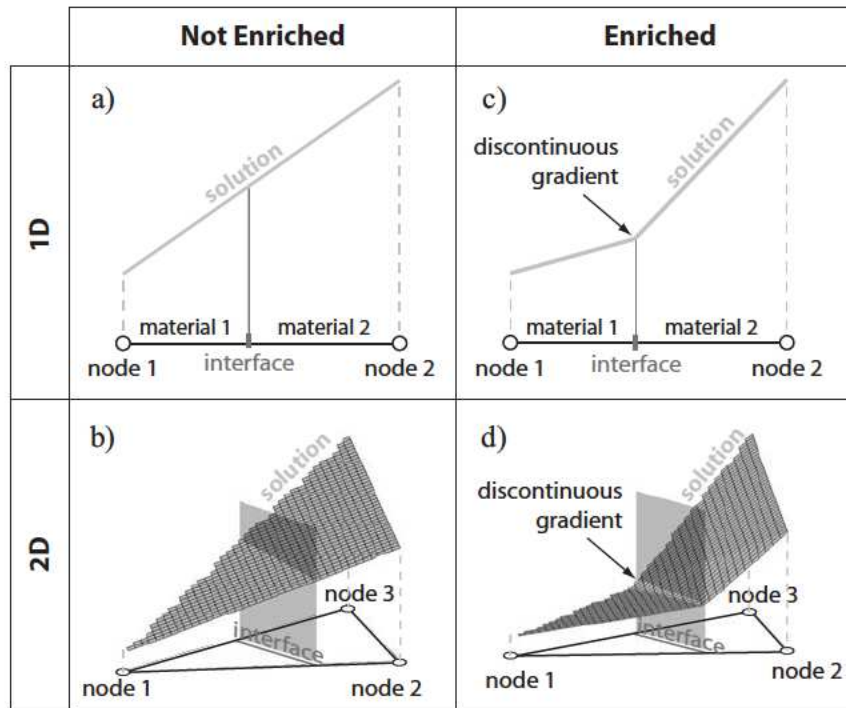 Not Enriched
Enriched
1D
a)
solution
material 1
material 2
node 1
interface
node 2
c)
discontinuous
gradient
solution
material 1
material 2
node 1
interface
node 2
2D
b)
solution
node 3
interface
node 1
node 2
d)
solution
discontinuous
gradient
node 3
interface
node 1
node 2